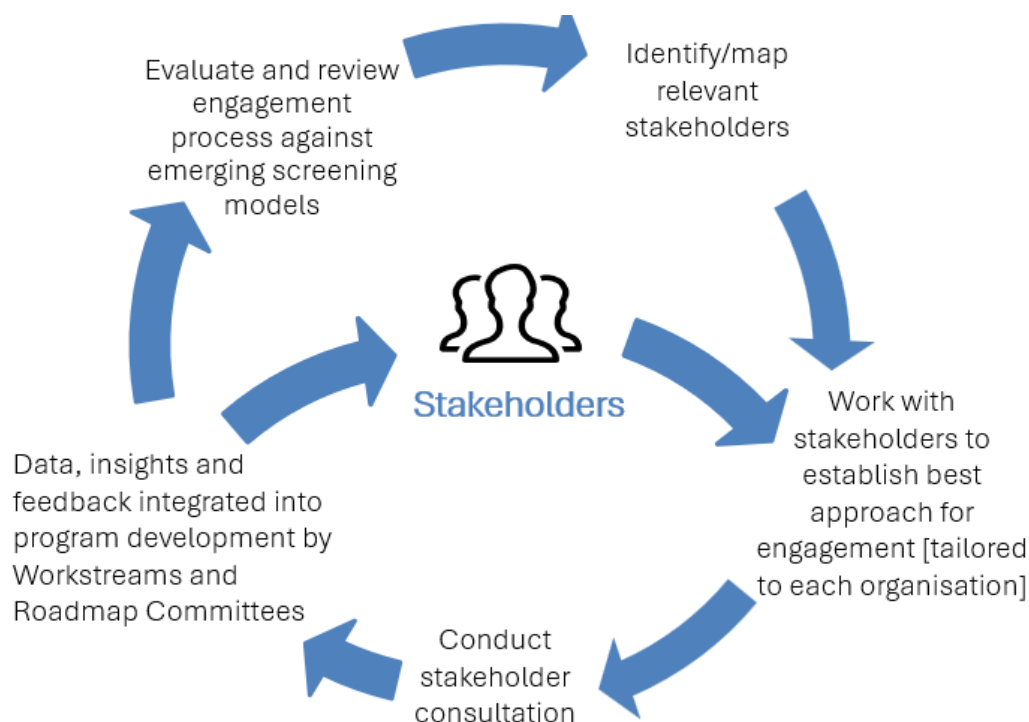 Evaluate and review
engagement
process against
emerging screening
models
Identify/map
relevant
stakeholders
Stakeholders
Work with
stakeholders to
establish best
approach for
engagement [tailored
to each organisation]
Conduct
stakeholder
consultation
Data, insights and
feedback integrated into
program development by
Workstreams and
Roadmap Committees